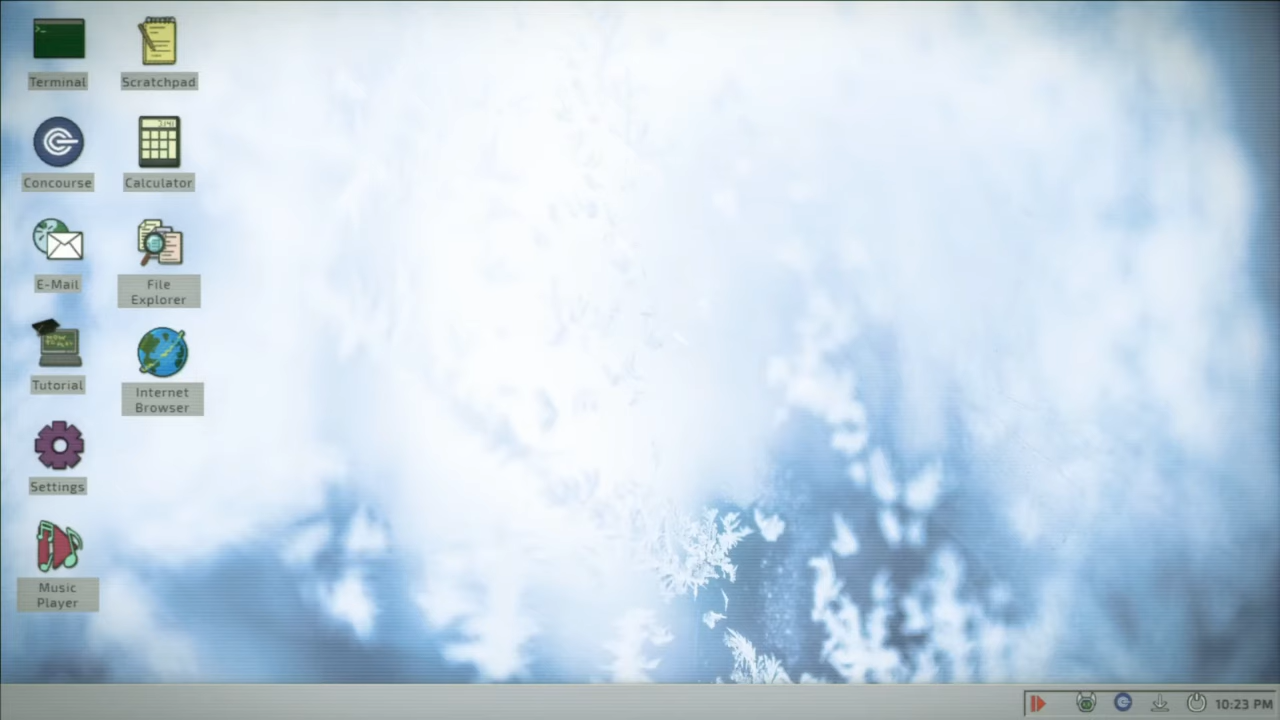 >_
Terminal
Scratchpad
Concourse
Calculator
E-Mail
File
Explorer
Tutorial
Internet
Browser
Settings
Music
Player
10:23 PM